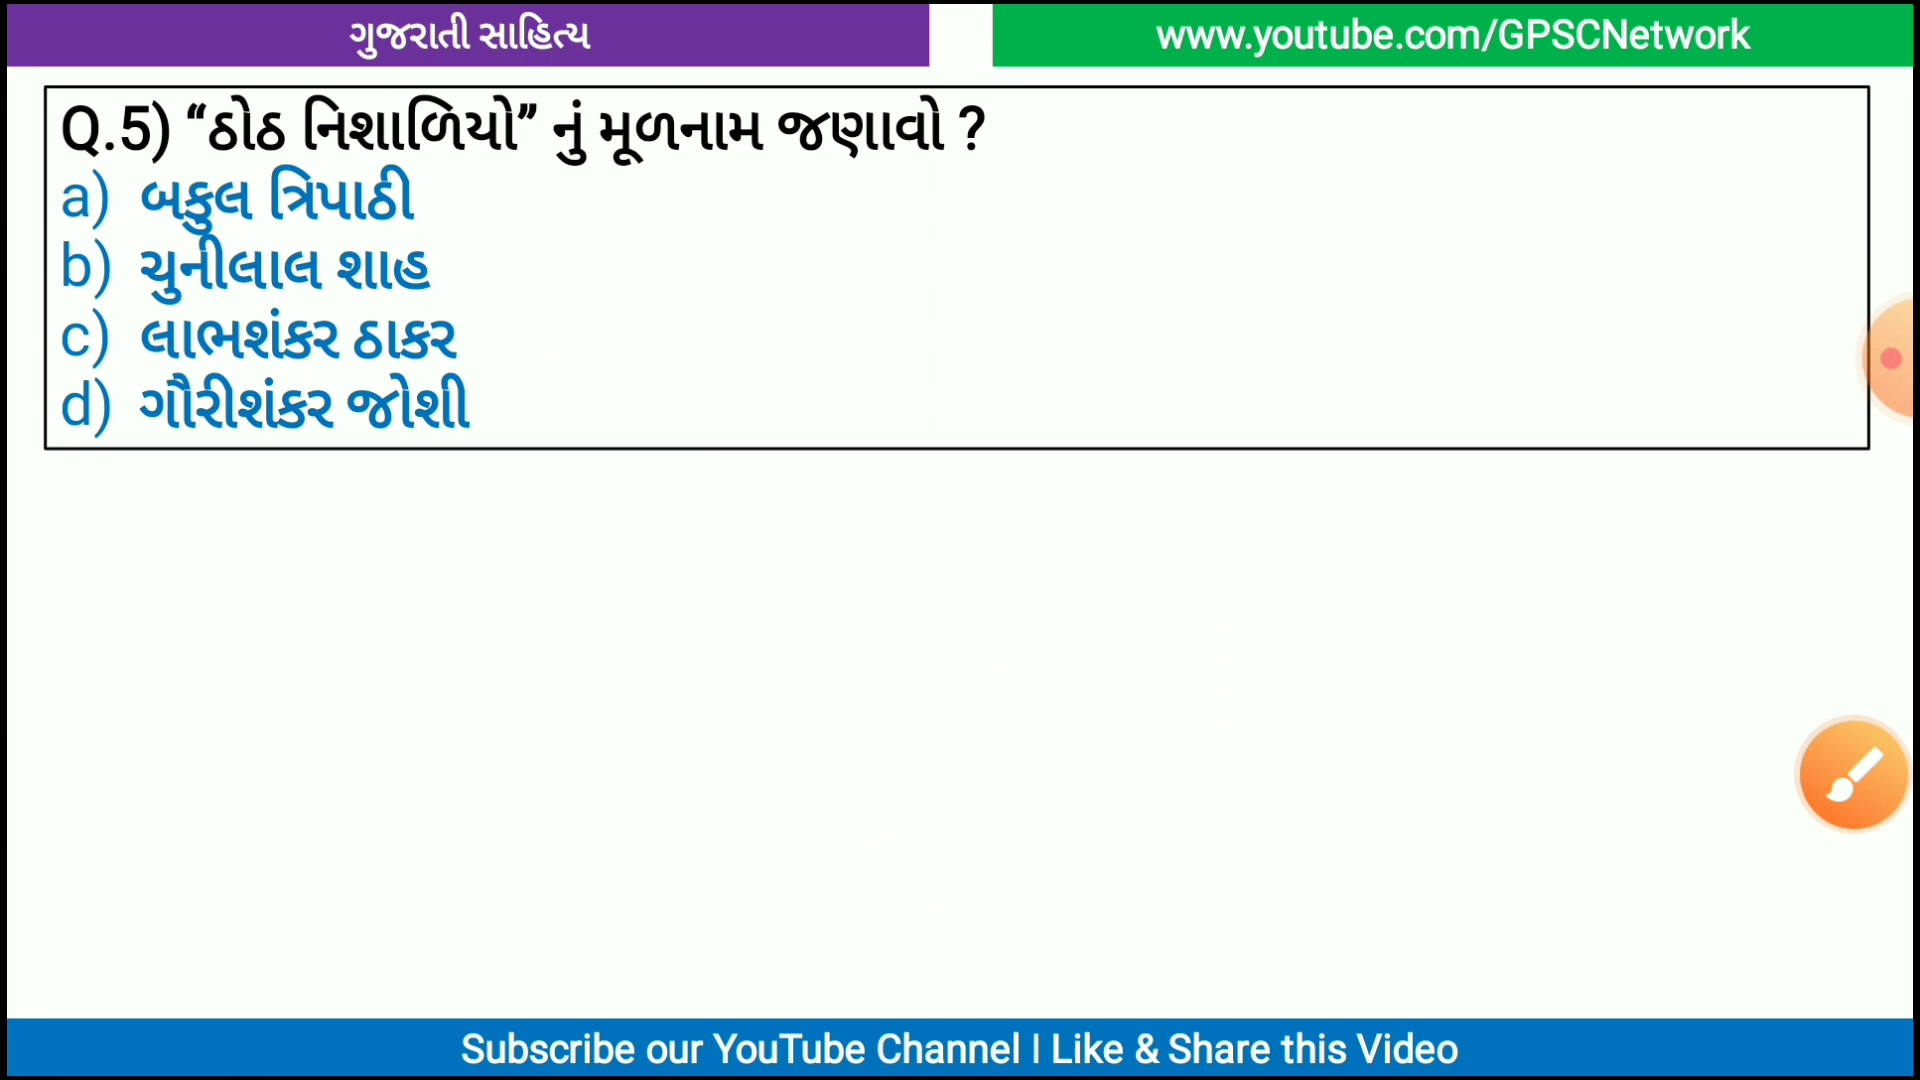 ગુજરાતી સાહિત્ય
www.youtube.com/GPSCNetwork
Q.5) “ઠોઠ નિશાળિયો” નું મૂળનામ જણાવો ?
a) બકુલ ત્રિપાઠી
b) ચુનીલાલ શાહ
c) લાભશંકર ઠાકર
d) ગૌરીશંકર જોશી
Subscribe our YouTube Channel I Like & Share this Video